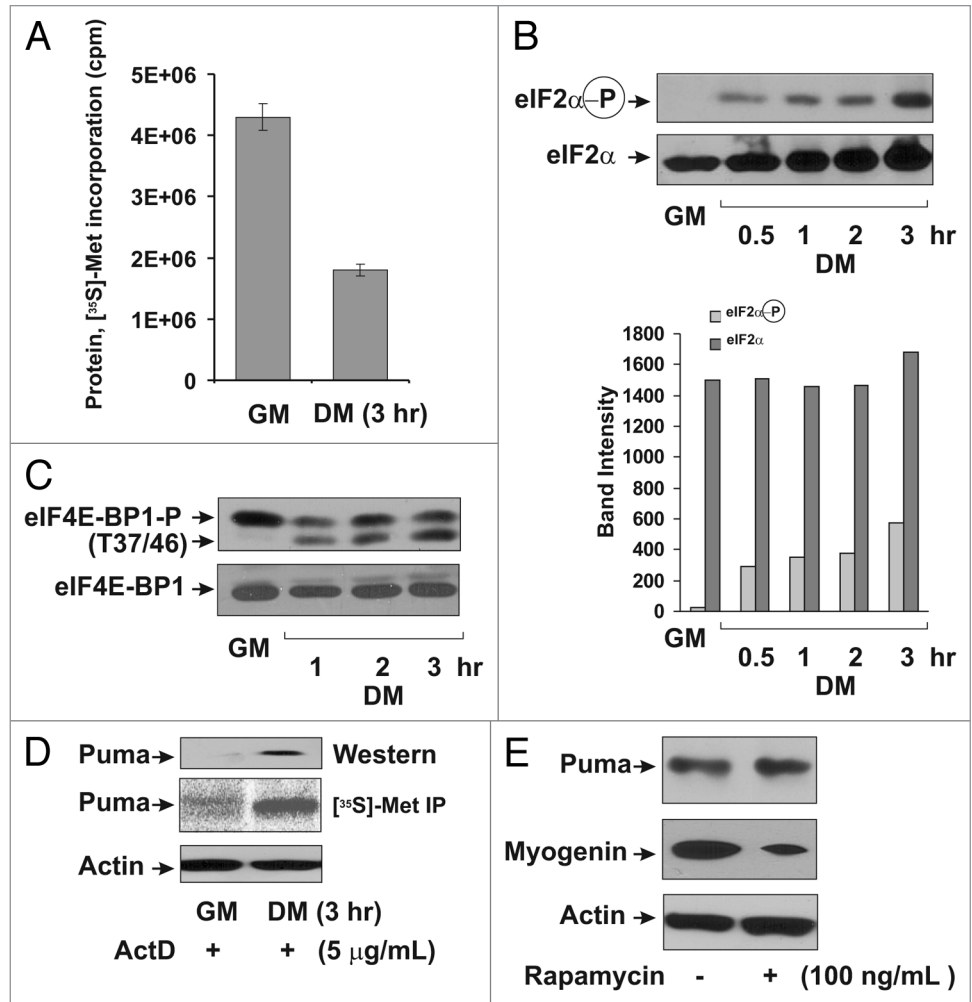 A
Protein, [³⁵S]-Met incorporation (cpm)
5E+06
4E+06
3E+06
2E+06
1E+06
0
GM DM (3 hr)
B
eIF2α–P
eIF2α
GM
0.5 1 2 3 hr
DM
eIF2α–P
eIF2α
Band Intensity
1800
1600
1400
1200
1000
800
600
400
200
0
GM
0.5 1 2 3 hr
DM
C
eIF4E-BP1-P
(T37/46)
eIF4E-BP1
GM
1 2 3 hr
DM
D
Puma Western
Puma [³⁵S]-Met IP
Actin
GM DM (3 hr)
ActD + + (5 μg/mL)
E
Puma
Myogenin
Actin
Rapamycin - + (100 ng/mL )